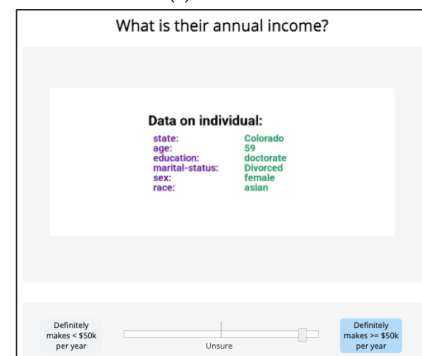 What is their annual income?
Data on individual:
state: Colorado
age: 59
education: doctorate
marital-status: Divorced
sex: female
race: asian
Definitely makes < $50k per year
Unsure
Definitely makes >= $50k per year